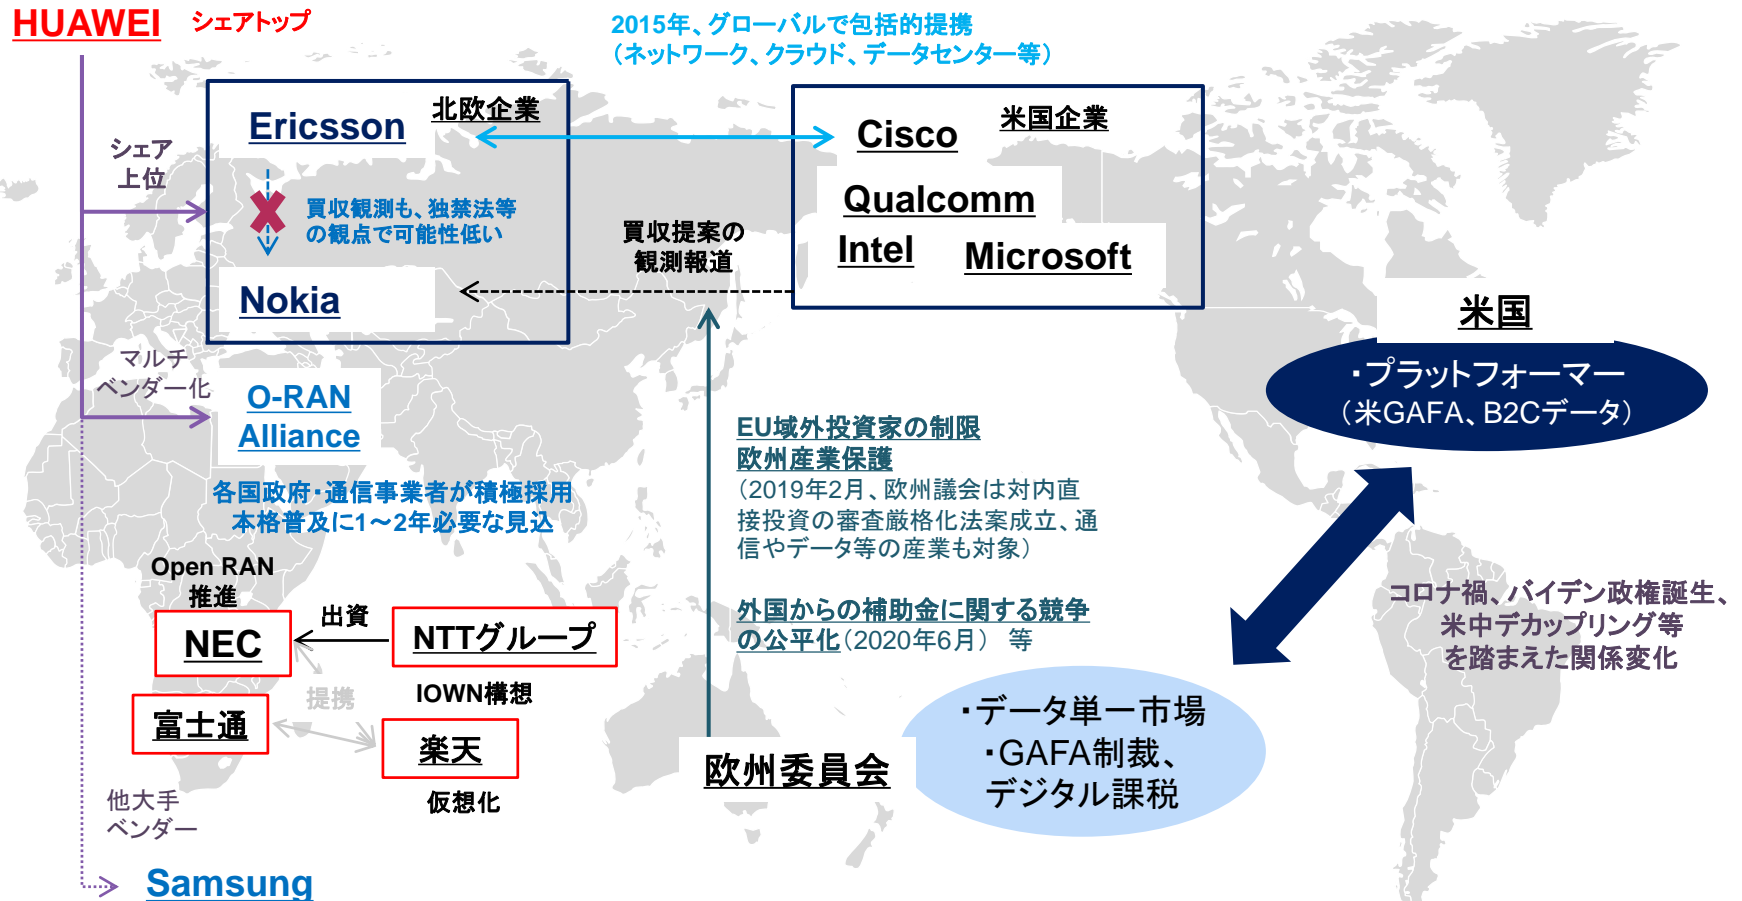 HUAWEI シェアトップ
2015年、グローバルで包括的提携
（ネットワーク、クラウド、データセンター等）
Ericsson
北欧企業
Cisco
米国企業
シェア
上位
買収観測も、独禁法等
の観点で可能性低い
Qualcomm
買収提案の
観測報道
Intel
Microsoft
Nokia
米国
・プラットフォーマー
（米GAFA、B2Cデータ）
マルチ
ベンダー化
O-RAN
Alliance
各国政府・通信事業者が積極採用
本格普及に1～2年必要な見込
EU域外投資家の制限
欧州産業保護
（2019年2月、欧州議会は対内直
接投資の審査厳格化法案成立、通
信やデータ等の産業も対象）
外国からの補助金に関する競争
の公平化（2020年6月） 等
Open RAN
推進
NEC
出資
NTTグループ
IOWN構想
提携
富士通
楽天
仮想化
コロナ禍、バイデン政権誕生、
米中デカップリング等
を踏まえた関係変化
欧州委員会
・データ単一市場
・GAFA制裁、
デジタル課税
他大手
ベンダー
Samsung